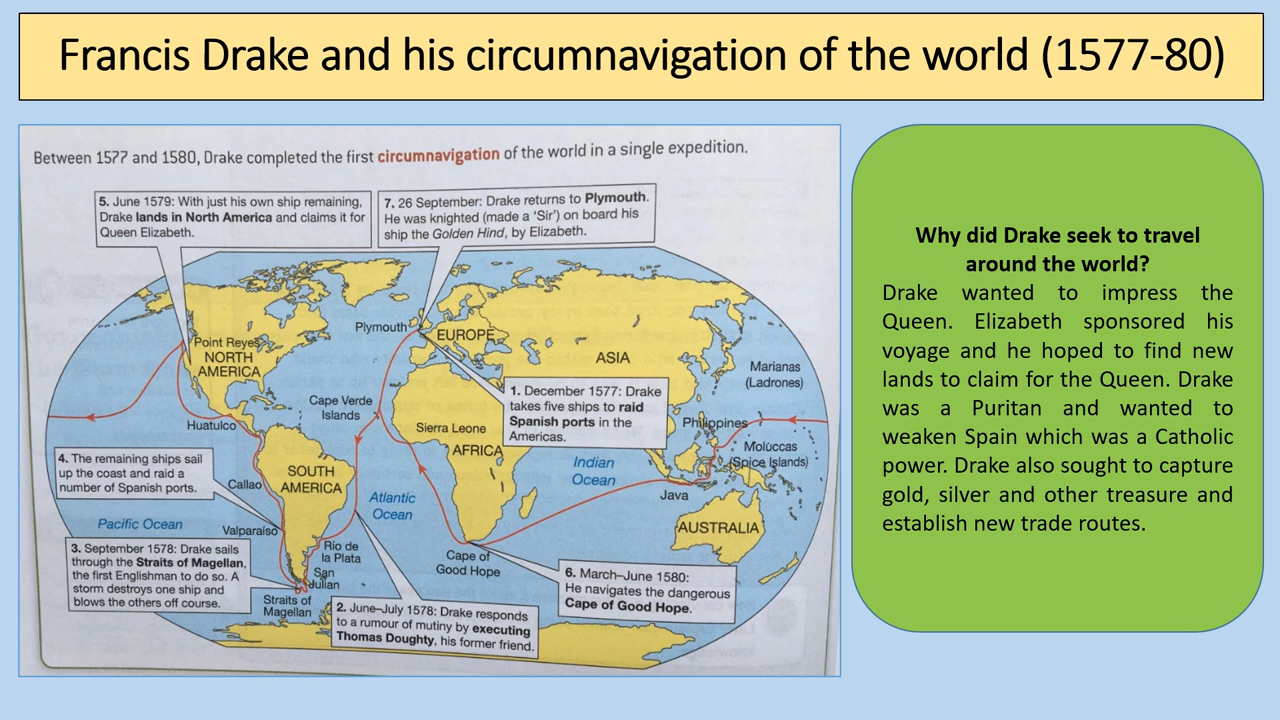 Francis Drake and his circumnavigation of the world (1577-80)
Between 1577 and 1580, Drake completed the first circumnavigation of the world in a single expedition.
5. June 1579: With just his own ship remaining,
Drake lands in North America and claims it for
Queen Elizabeth.
7. 26 September: Drake returns to Plymouth.
He was knighted (made a 'Sir') on board his
ship the Golden Hind, by Elizabeth.
Plymouth
EUROPE
ASIA
Point Reyes
NORTH
AMERICA
Marianas
(Ladrones)
1. December 1577: Drake
takes five ships to raid
Spanish ports in the
Americas.
Cape Verde
Islands
Huatulco
Sierra Leone
Philippines
AFRICA
Moluccas
(Spice Islands)
Indian
Ocean
4. The remaining ships sail
up the coast and raid a
number of Spanish ports.
SOUTH
AMERICA
Callao
Java
Atlantic
Ocean
Pacific Ocean
Valparaíso
AUSTRALIA
3. September 1578: Drake sails
through the Straits of Magellan,
the first Englishman to do so. A
storm destroys one ship and
blows the others off course.
Río de
la Plata
San
Julian
Cape of
Good Hope
Straits of
Magellan
6. March–June 1580:
He navigates the dangerous
Cape of Good Hope.
2. June–July 1578: Drake responds
to a rumour of mutiny by executing
Thomas Doughty, his former friend.
Why did Drake seek to travel
around the world?
Drake wanted to impress the
Queen. Elizabeth sponsored his
voyage and he hoped to find new
lands to claim for the Queen. Drake
was a Puritan and wanted to
weaken Spain which was a Catholic
power. Drake also sought to capture
gold, silver and other treasure and
establish new trade routes.